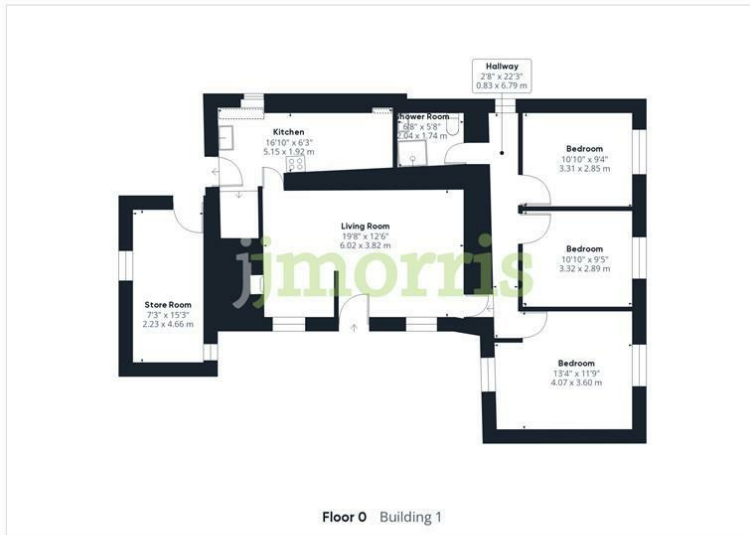 Hallway
2'8" x 22'3"
0.83 x 6.79 m
Kitchen
16'10" x 6'3"
5.15 x 1.92 m
Shower Room
6'8" x 5'8"
2.04 x 1.74 m
Bedroom
10'10" x 9'4"
3.31 x 2.85 m
Living Room
19'8" x 12'6"
6.02 x 3.82 m
Bedroom
10'10" x 9'5"
3.32 x 2.89 m
jjmorris
Store Room
7'3" x 15'3"
2.23 x 4.66 m
Bedroom
13'4" x 11'9"
4.07 x 3.60 m
Floor 0 Building 1